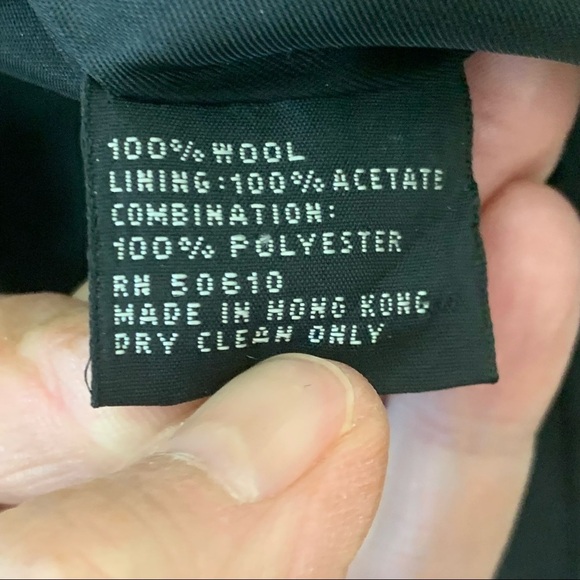 100% WOOL
LINING:100% ACETATE
COMBINATION:
100% POLYESTER
RN 50610
MADE IN HONG KONG
DRY CLEAN ONLY